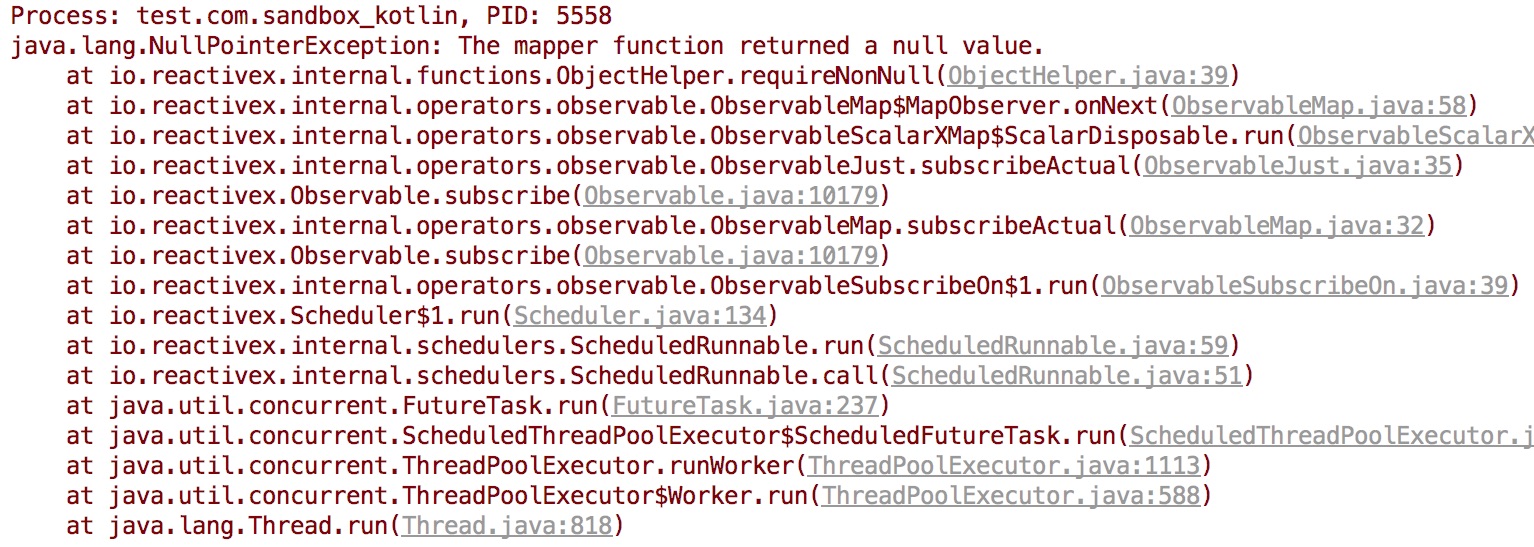 Process: test.com.sandbox_kotlin, PID: 5558
java.lang.NullPointerException: The mapper function returned a null value.
at io.reactivex.internal.functions.ObjectHelper.requireNonNull(ObjectHelper.java:39)
at io.reactivex.internal.operators.observable.ObservableMap$MapObserver.onNext(ObservableMap.java:58)
at io.reactivex.internal.operators.observable.ObservableScalarXMap$ScalarDisposable.run(ObservableScalarX
at io.reactivex.internal.operators.observable.ObservableJust.subscribeActual(ObservableJust.java:35)
at io.reactivex.Observable.subscribe(Observable.java:10179)
at io.reactivex.internal.operators.observable.ObservableMap.subscribeActual(ObservableMap.java:32)
at io.reactivex.Observable.subscribe(Observable.java:10179)
at io.reactivex.internal.operators.observable.ObservableSubscribeOn$1.run(ObservableSubscribeOn.java:39)
at io.reactivex.Scheduler$1.run(Scheduler.java:134)
at io.reactivex.internal.schedulers.ScheduledRunnable.run(ScheduledRunnable.java:59)
at io.reactivex.internal.schedulers.ScheduledRunnable.call(ScheduledRunnable.java:51)
at java.util.concurrent.FutureTask.run(FutureTask.java:237)
at java.util.concurrent.ScheduledThreadPoolExecutor$ScheduledFutureTask.run(ScheduledThreadPoolExecutor.j
at java.util.concurrent.ThreadPoolExecutor.runWorker(ThreadPoolExecutor.java:1113)
at java.util.concurrent.ThreadPoolExecutor$Worker.run(ThreadPoolExecutor.java:588)
at java.lang.Thread.run(Thread.java:818)